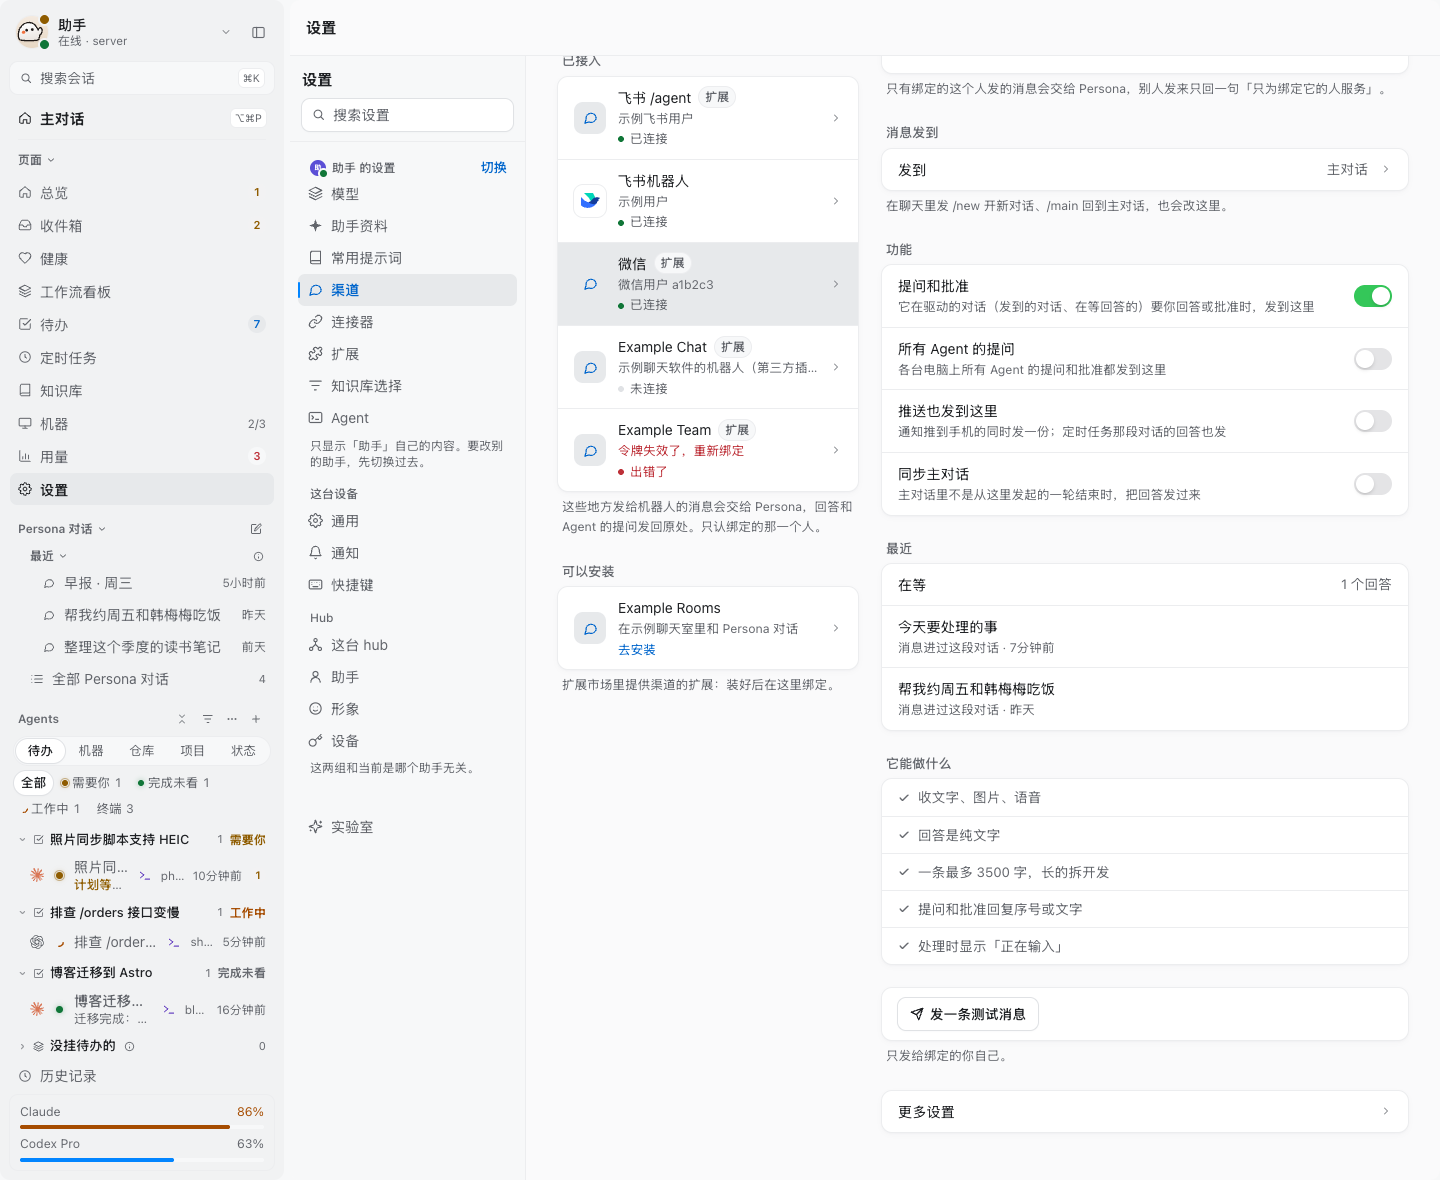 助手
在线 · server
搜索会话
⌘K
主对话
⌥⌘P
页面
总览
1
收件箱
2
健康
工作流看板
待办
7
定时任务
知识库
机器
2/3
用量
3
设置
Persona 对话
最近
早报 · 周三
5小时前
帮我约周五和韩梅梅吃饭
昨天
整理这个季度的读书笔记
前天
全部 Persona 对话
4
Agents
待办
机器
仓库
项目
状态
全部
需要你 1
完成未看 1
工作中 1
终端 3
照片同步脚本支持 HEIC
1 需要你
照片同…
计划等…
ph…
10分钟前
1
排查 /orders 接口变慢
1 工作中
排查 /order…
sh…
5分钟前
博客迁移到 Astro
1 完成未看
博客迁移…
迁移完成：…
bl…
16分钟前
没挂待办的
0
历史记录
Claude
86%
Codex Pro
63%
设置
设置
搜索设置
助手 的设置
切换
模型
助手资料
常用提示词
渠道
连接器
扩展
知识库选择
Agent
只显示「助手」自己的内容。要改别
的助手，先切换过去。
这台设备
通用
通知
快捷键
Hub
这台 hub
助手
形象
设备
这两组和当前是哪个助手无关。
实验室
已接入
飞书 /agent
扩展
示例飞书用户
已连接
飞书机器人
示例用户
已连接
微信
扩展
微信用户 a1b2c3
已连接
Example Chat
扩展
示例聊天软件的机器人（第三方插…
未连接
Example Team
扩展
令牌失效了，重新绑定
出错了
这些地方发给机器人的消息会交给 Persona，回答和
Agent 的提问发回原处。只认绑定的那一个人。
可以安装
Example Rooms
在示例聊天室里和 Persona 对话
去安装
扩展市场里提供渠道的扩展：装好后在这里绑定。
只有绑定的这个人发的消息会交给 Persona，别人发来只回一句「只为绑定它的人服务」。
消息发到
发到
主对话
在聊天里发 /new 开新对话、/main 回到主对话，也会改这里。
功能
提问和批准
它在驱动的对话（发到的对话、在等回答的）要你回答或批准时，发到这里
所有 Agent 的提问
各台电脑上所有 Agent 的提问和批准都发到这里
推送也发到这里
通知推到手机的同时发一份；定时任务那段对话的回答也发
同步主对话
主对话里不是从这里发起的一轮结束时，把回答发过来
最近
在等
1 个回答
今天要处理的事
消息进过这段对话 · 7分钟前
帮我约周五和韩梅梅吃饭
消息进过这段对话 · 昨天
它能做什么
收文字、图片、语音
回答是纯文字
一条最多 3500 字，长的拆开发
提问和批准回复序号或文字
处理时显示「正在输入」
发一条测试消息
只发给绑定的你自己。
更多设置